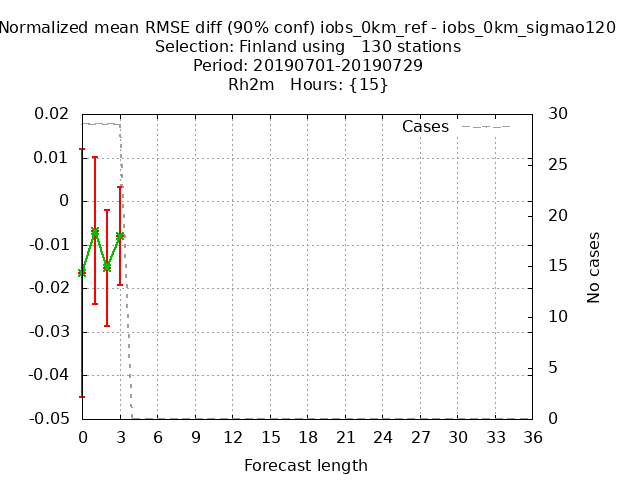 Normalized mean RMSE diff (90% conf) iobs_0km_ref - iobs_0km_sigmao120
Selection: Finland using   130 stations
Period: 20190701-20190729
Rh2m   Hours: {15}
Cases
0.02
0.01
0
-0.01
-0.02
-0.03
-0.04
-0.05
30
25
20
15
10
5
0
No cases
0 3 6 9 12 15 18 21 24 27 30 33 36
Forecast length